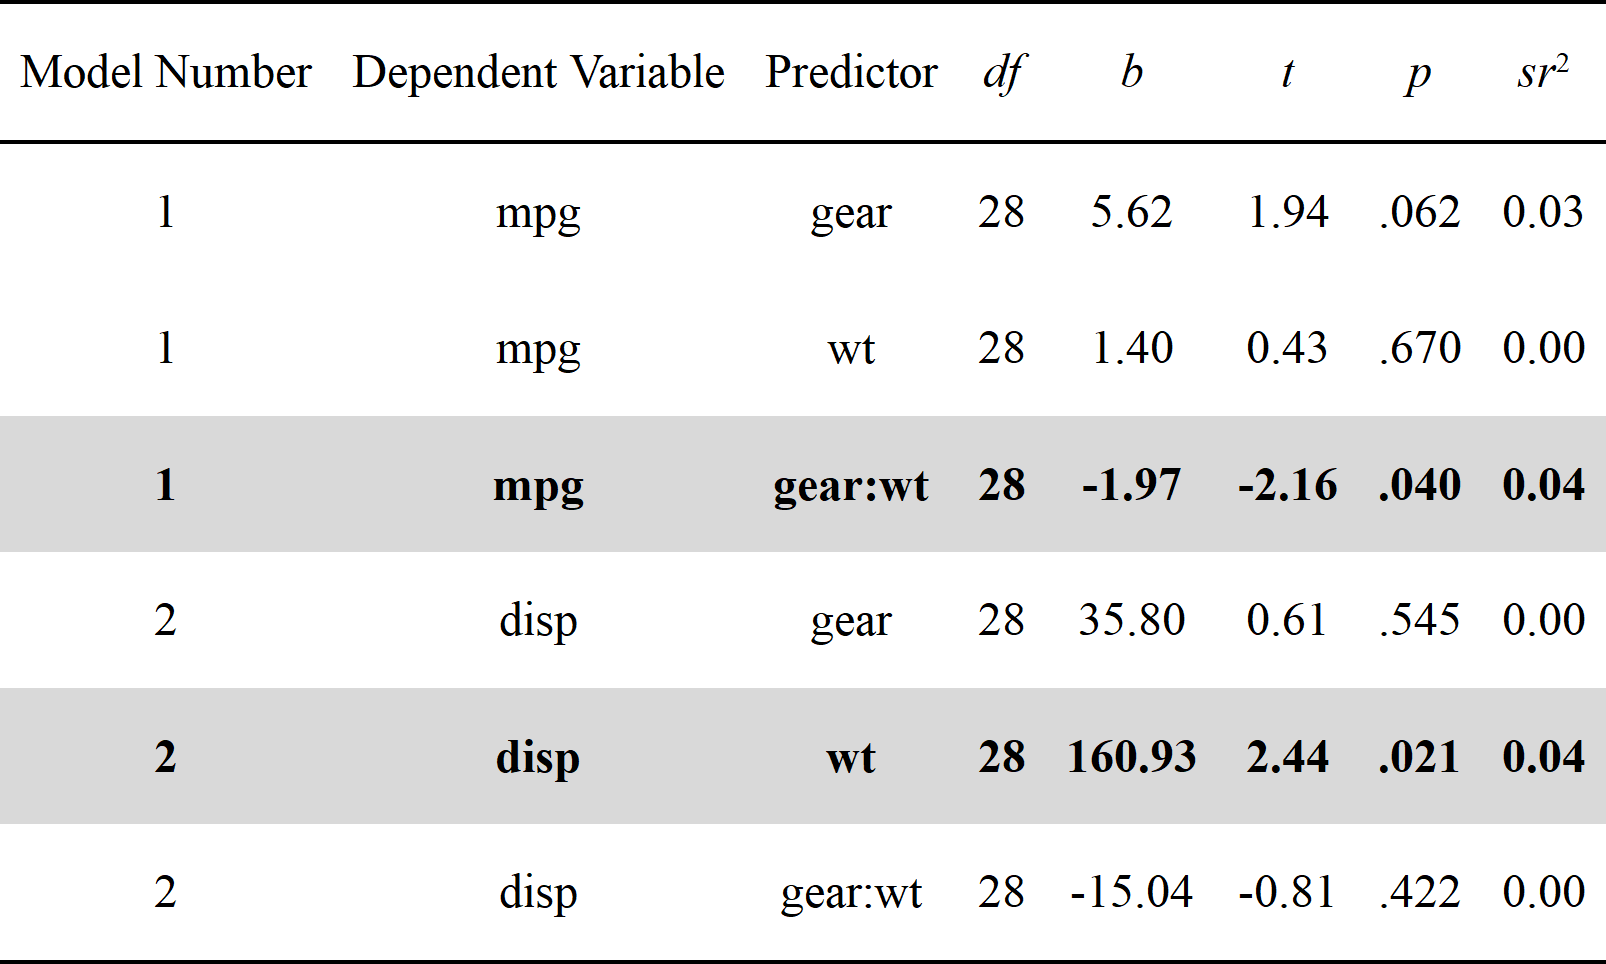 Model Number Dependent Variable Predictor df b t p sr²
1 mpg gear 28 5.62 1.94 .062 0.03
1 mpg wt 28 1.40 0.43 .670 0.00
1 mpg gear:wt 28 -1.97 -2.16 .040 0.04
2 disp gear 28 35.80 0.61 .545 0.00
2 disp wt 28 160.93 2.44 .021 0.04
2 disp gear:wt 28 -15.04 -0.81 .422 0.00